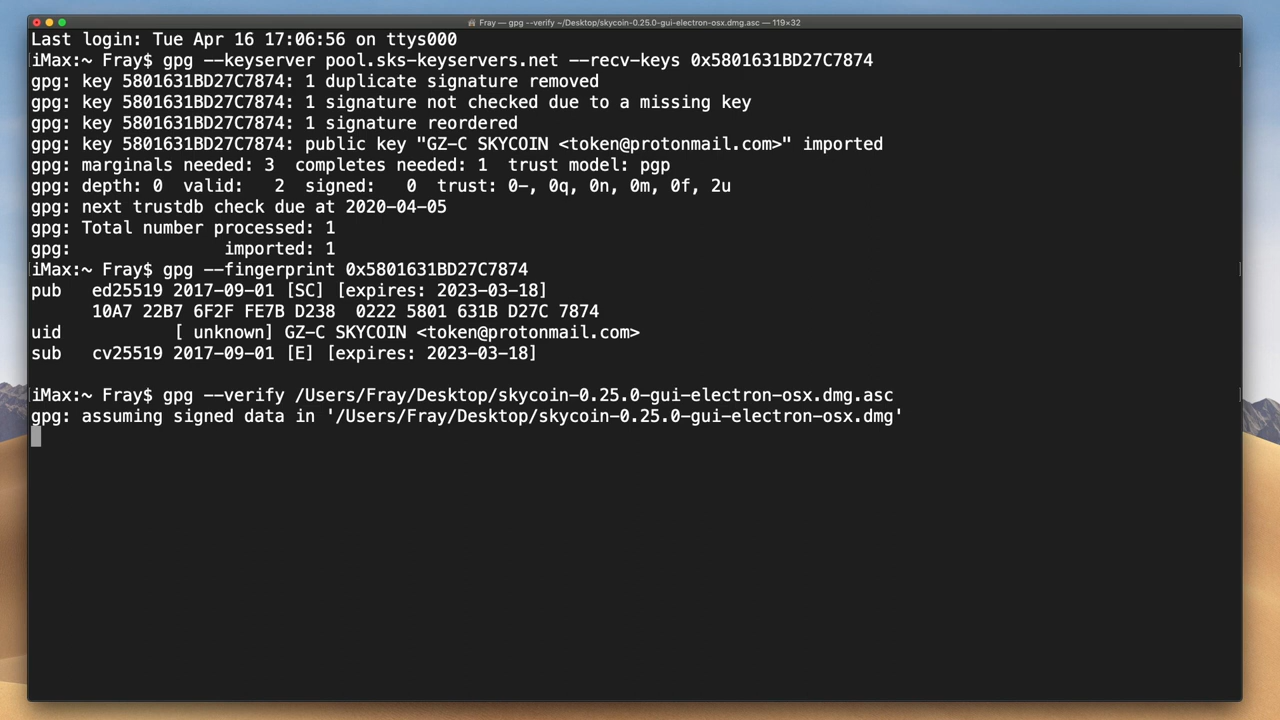 Fray — gpg --verify ~/Desktop/skycoin-0.25.0-gui-electron-osx.dmg.asc — 119×32
Last login: Tue Apr 16 17:06:56 on ttys000
iMax:~ Fray$ gpg --keyserver pool.sks-keyservers.net --recv-keys 0x5801631BD27C7874
gpg: key 5801631BD27C7874: 1 duplicate signature removed
gpg: key 5801631BD27C7874: 1 signature not checked due to a missing key
gpg: key 5801631BD27C7874: 1 signature reordered
gpg: key 5801631BD27C7874: public key "GZ-C SKYCOIN <token@protonmail.com>" imported
gpg: marginals needed: 3  completes needed: 1  trust model: pgp
gpg: depth: 0  valid:   2  signed:   0  trust: 0-, 0q, 0n, 0m, 0f, 2u
gpg: next trustdb check due at 2020-04-05
gpg: Total number processed: 1
gpg:               imported: 1
iMax:~ Fray$ gpg --fingerprint 0x5801631BD27C7874
pub   ed25519 2017-09-01 [SC] [expires: 2023-03-18]
      10A7 22B7 6F2F FE7B D238  0222 5801 631B D27C 7874
uid           [ unknown] GZ-C SKYCOIN <token@protonmail.com>
sub   cv25519 2017-09-01 [E] [expires: 2023-03-18]
iMax:~ Fray$ gpg --verify /Users/Fray/Desktop/skycoin-0.25.0-gui-electron-osx.dmg.asc
gpg: assuming signed data in '/Users/Fray/Desktop/skycoin-0.25.0-gui-electron-osx.dmg'